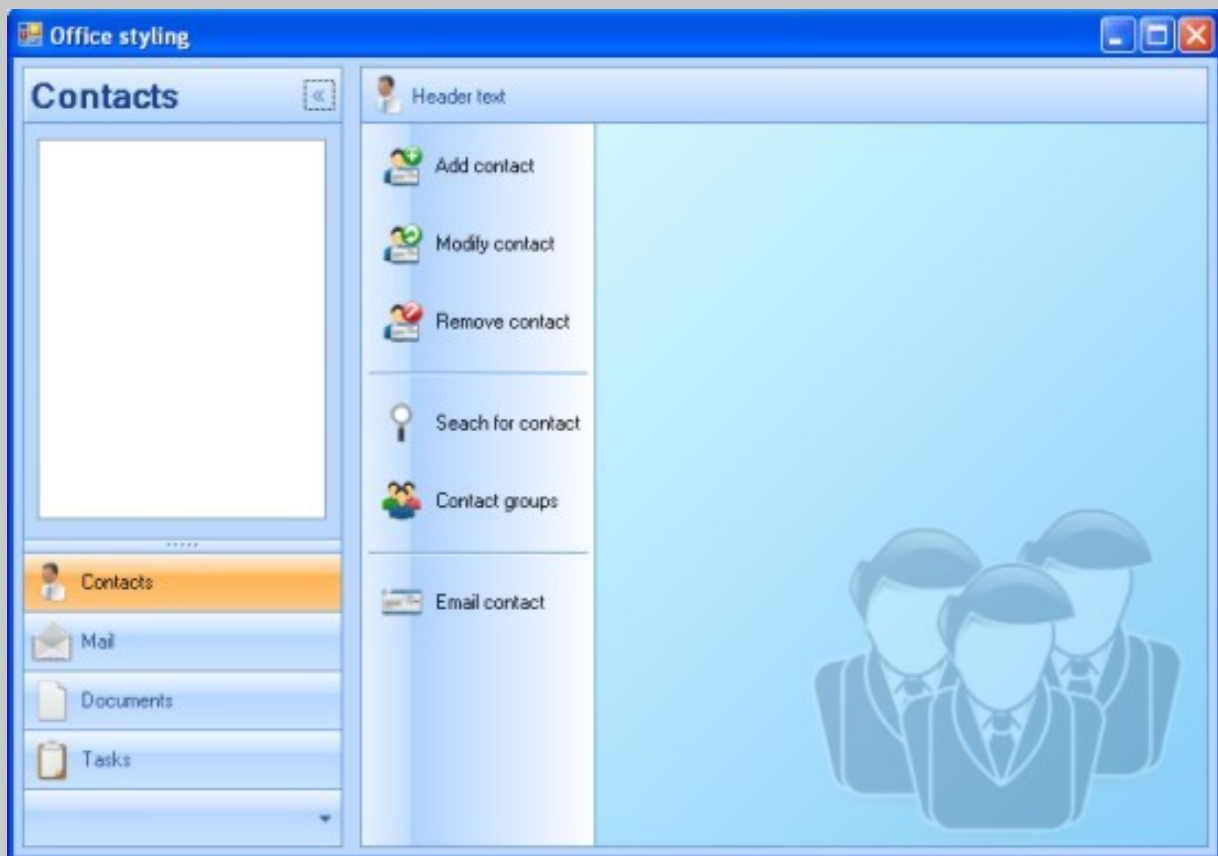 Office styling
Contacts
Header text
Add contact
Modify contact
Remove contact
Seach for contact
Contact groups
Email contact
Contacts
Mail
Documents
Tasks